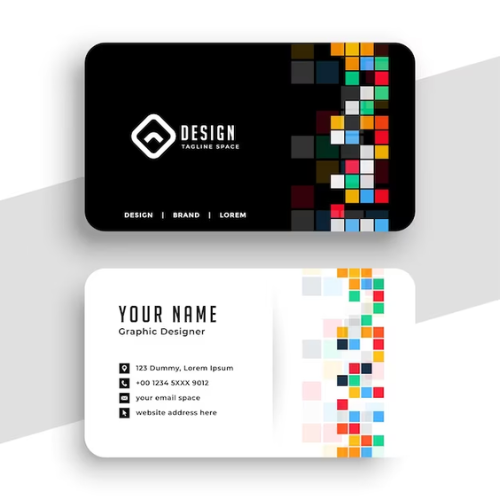 DESIGN
TAGLINE SPACE
DESIGN | BRAND | LOREM
YOUR NAME
Graphic Designer
123 Dummy, Lorem Ipsum
+00 1234 5XXX 9012
your email space
website address here